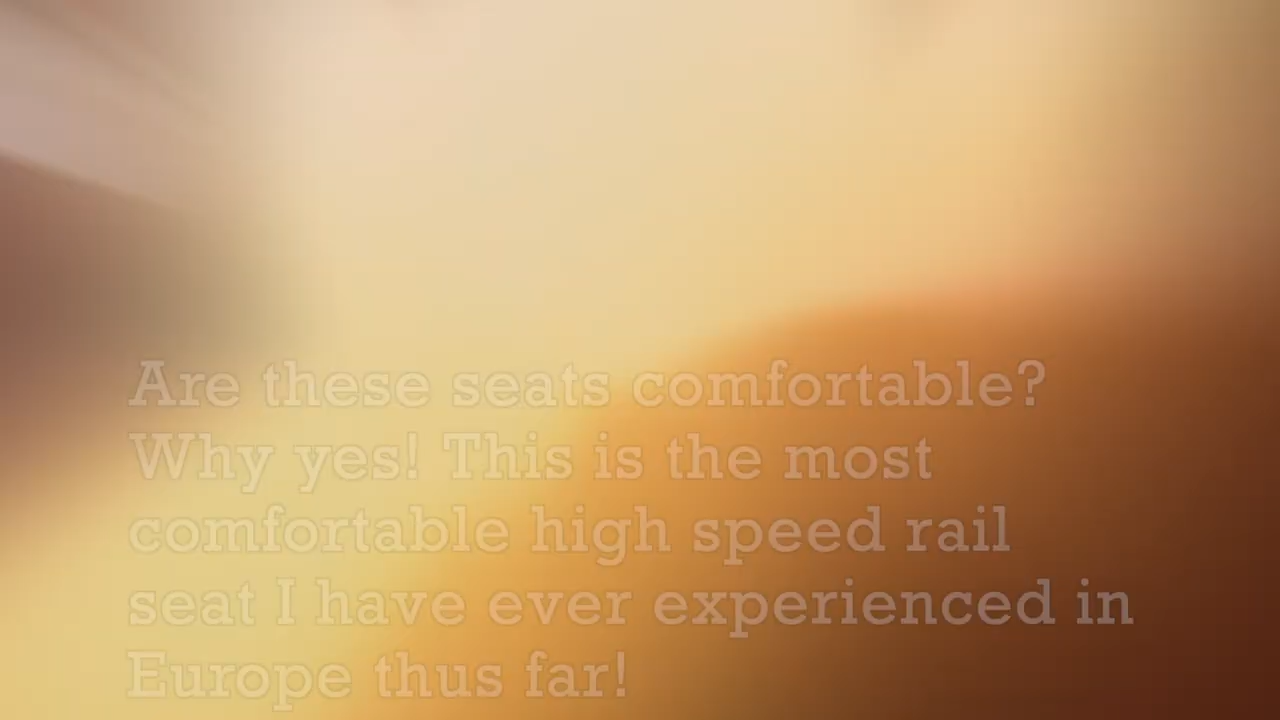 Are these seats comfortable?
Why yes! This is the most
comfortable high speed rail
seat I have ever experienced in
Europe thus far!